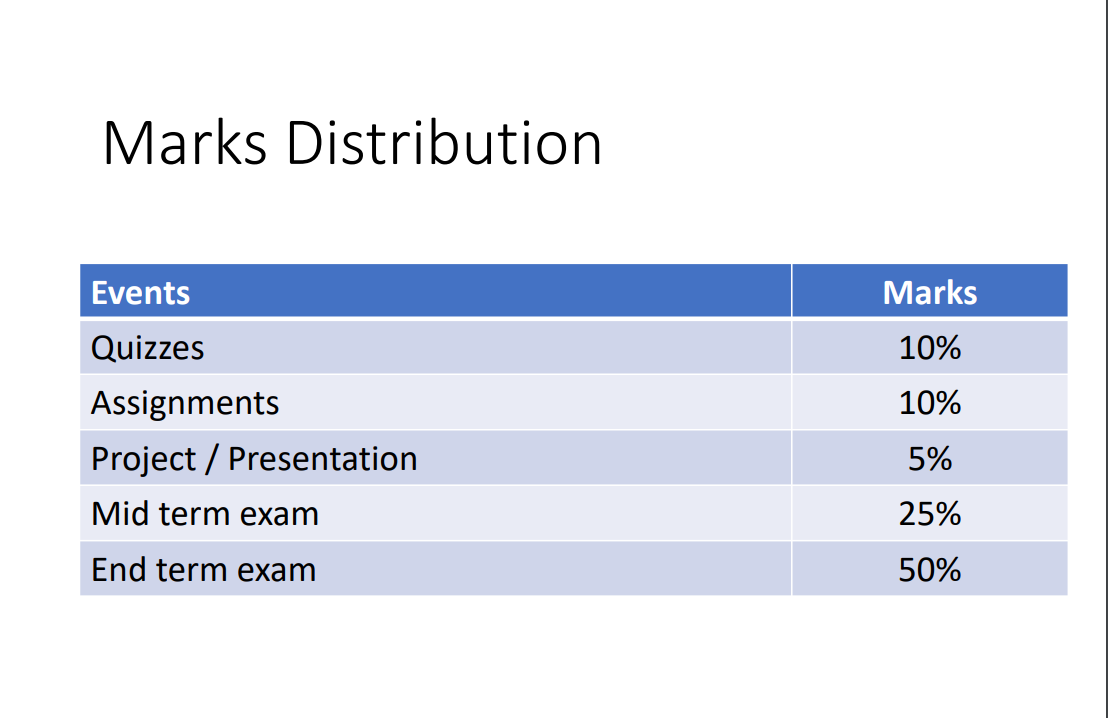 Marks Distribution
Events Marks
Quizzes 10%
Assignments 10%
Project / Presentation 5%
Mid term exam 25%
End term exam 50%